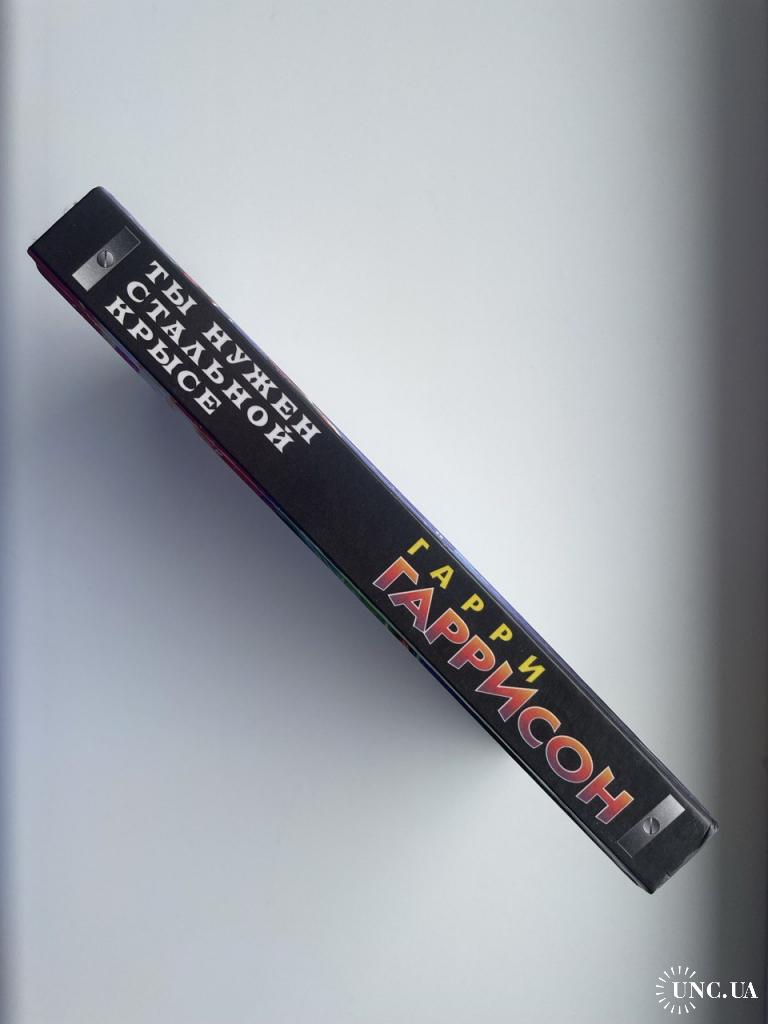 ТЫ НУЖЕН
СТАЛЬНОЙ
КРЫСЕ
ГАРРИ
ГАРРИСОН
UNC.UA